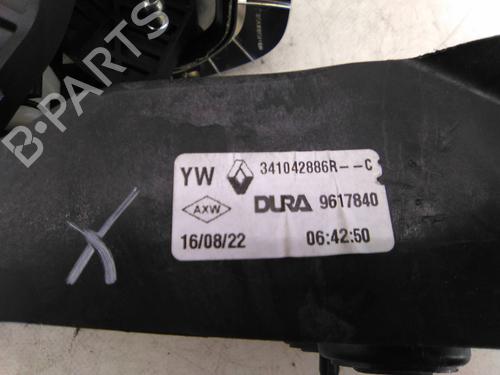 B-PARTS
YW 341042886R--C
AXW DURA 9617840
16/08/22 06:42:50